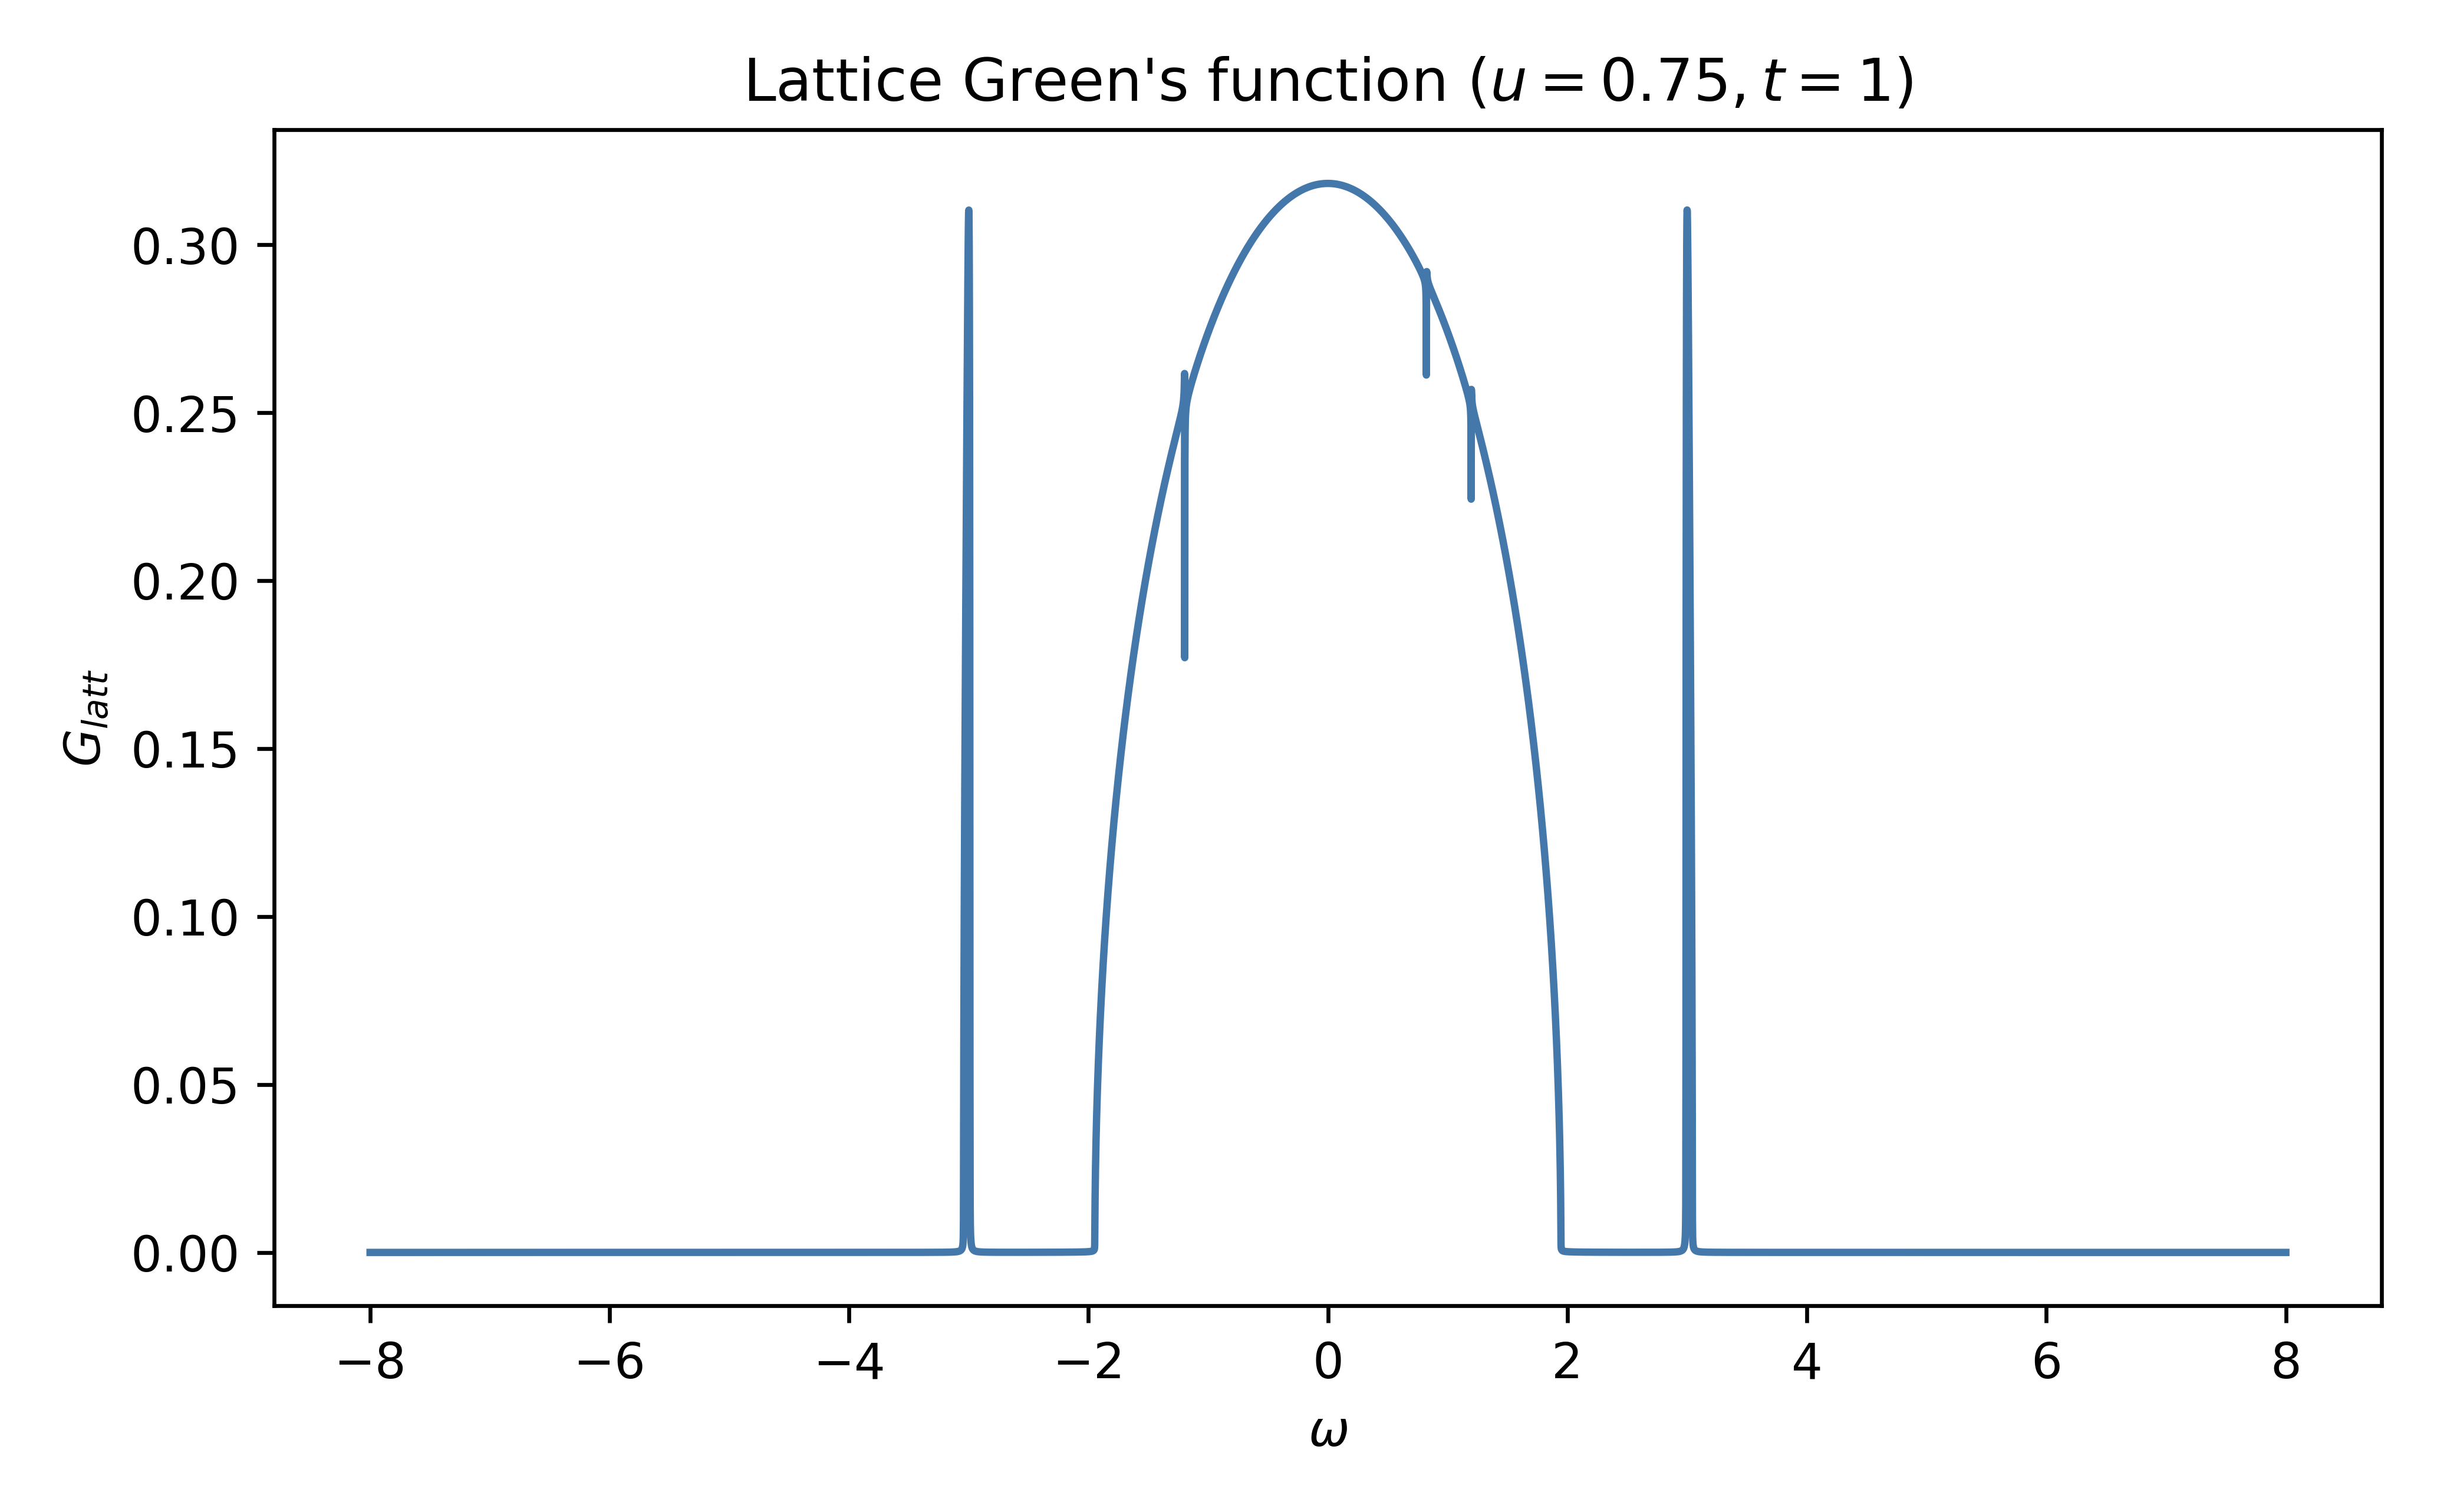 Lattice Green's function (u = 0.75, t = 1)
G_latt
0.30
0.25
0.20
0.15
0.10
0.05
0.00
−8 −6 −4 −2 0 2 4 6 8
ω